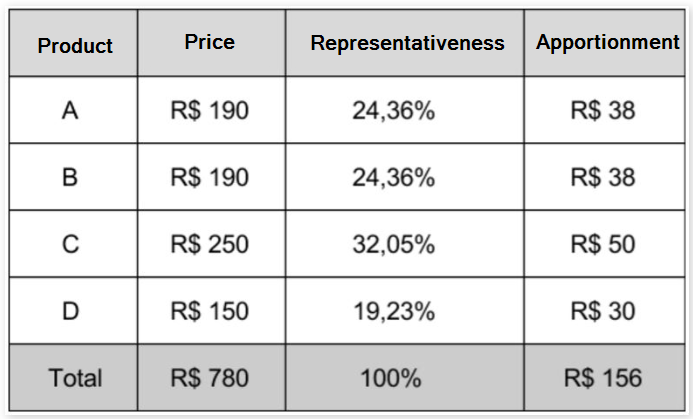 Product Price Representativeness Apportionment
A R$ 190 24,36% R$ 38
B R$ 190 24,36% R$ 38
C R$ 250 32,05% R$ 50
D R$ 150 19,23% R$ 30
Total R$ 780 100% R$ 156